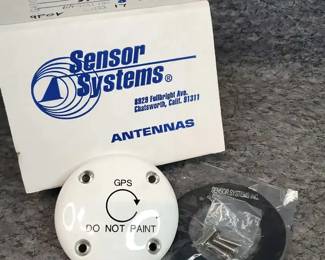 Sensor
Systems®
8929 Fullbright Ave.
Chatsworth, Calif. 91311
ANTENNAS
GPS
DO NOT PAINT
SENSOR SYSTEMS INC.